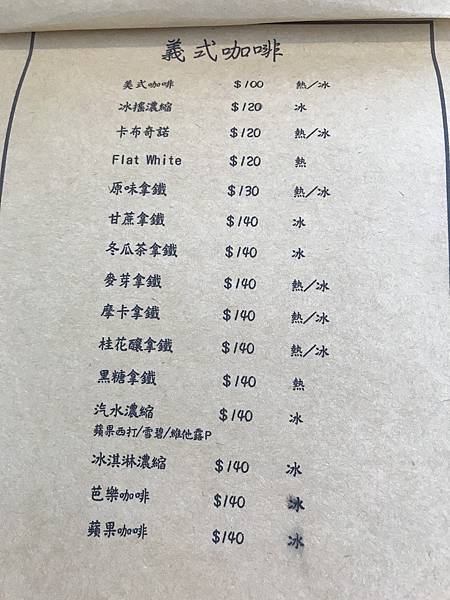 義式咖啡
美式咖啡 $100 熱/冰
冰搖濃縮 $120 冰
卡布奇諾 $120 熱/冰
Flat White $120 熱
原味拿鐵 $130 熱/冰
甘蔗拿鐵 $140 冰
冬瓜茶拿鐵 $140 冰
麥芽拿鐵 $140 熱/冰
摩卡拿鐵 $140 熱/冰
桂花釀拿鐵 $140 熱/冰
黑糖拿鐵 $140 熱
汽水濃縮 $140 冰
蘋果西打/雪碧/維他露P
冰淇淋濃縮 $140 冰
芭樂咖啡 $140 冰
蘋果咖啡 $140 冰